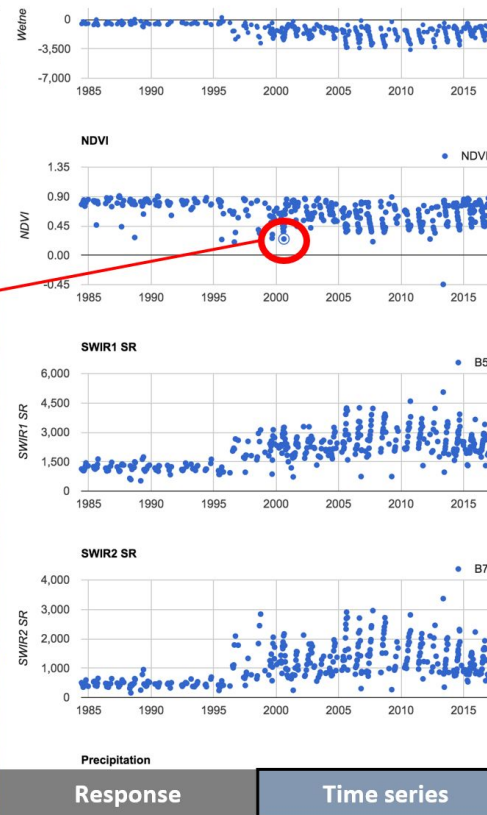 Wetne
0
-3,500
-7,000
1985 1990 1995 2000 2005 2010 2015
NDVI
NDVI
1.35
0.90
0.45
0.00
-0.45
NDVI
1985 1990 1995 2000 2005 2010 2015
SWIR1 SR
B5
6,000
4,500
3,000
1,500
0
SWIR1 SR
1985 1990 1995 2000 2005 2010 2015
SWIR2 SR
B7
4,000
3,000
2,000
1,000
0
SWIR2 SR
1985 1990 1995 2000 2005 2010 2015
Precipitation
Response Time series